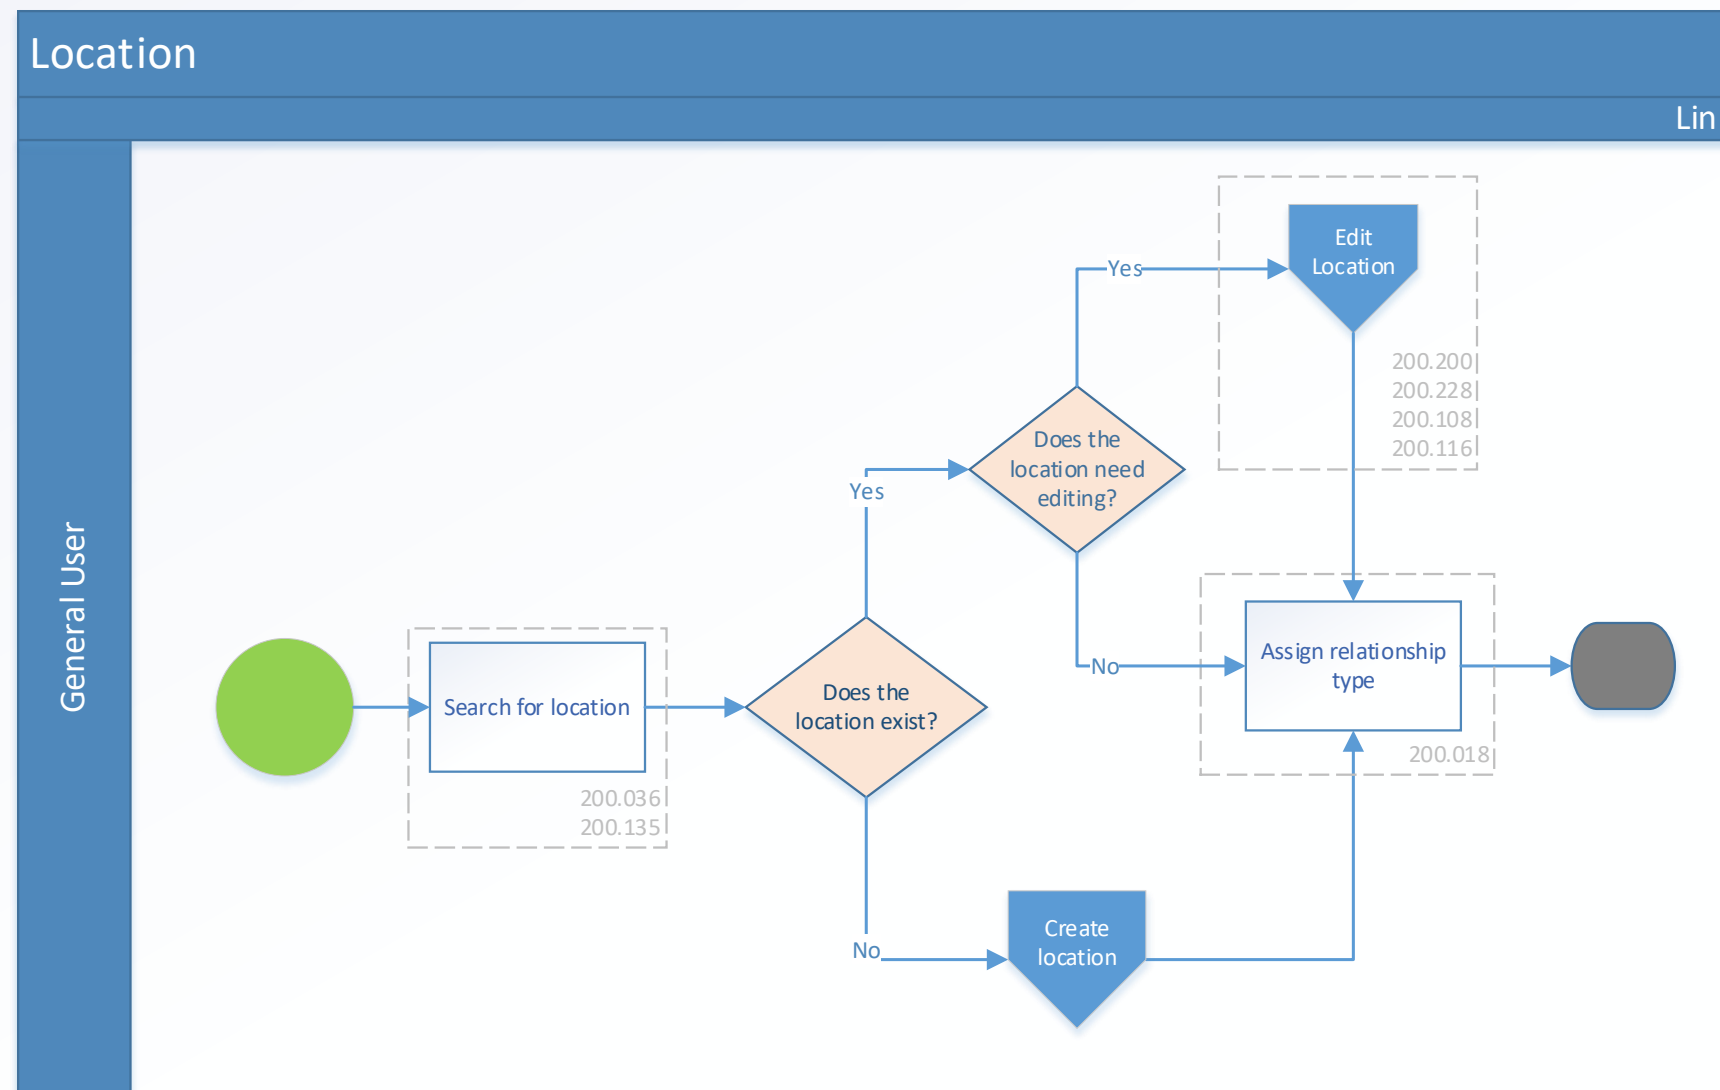 Location
Lin
General User
Edit
Location
Yes
200.200
200.228
200.108
200.116
Does the
location need
editing?
Yes
No
Assign relationship
type
200.018
Search for location
200.036
200.135
Does the
location exist?
No
Create
location